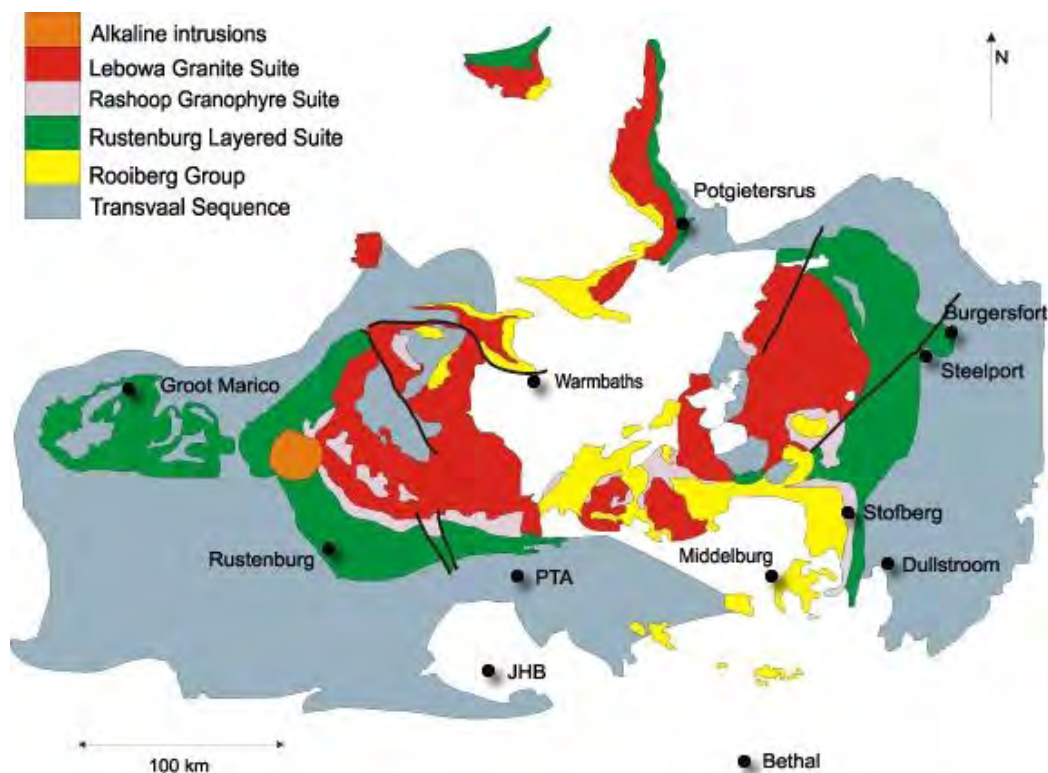 Alkaline intrusions
Lebowa Granite Suite
Rashoop Granophyre Suite
Rustenburg Layered Suite
Rooiberg Group
Transvaal Sequence
N
Potgietersrus
Burgersfort
Steelport
Groot Marico
Warmbaths
Stofberg
Rustenburg
PTA
Middelburg
Dullstroom
JHB
Bethal
100 km